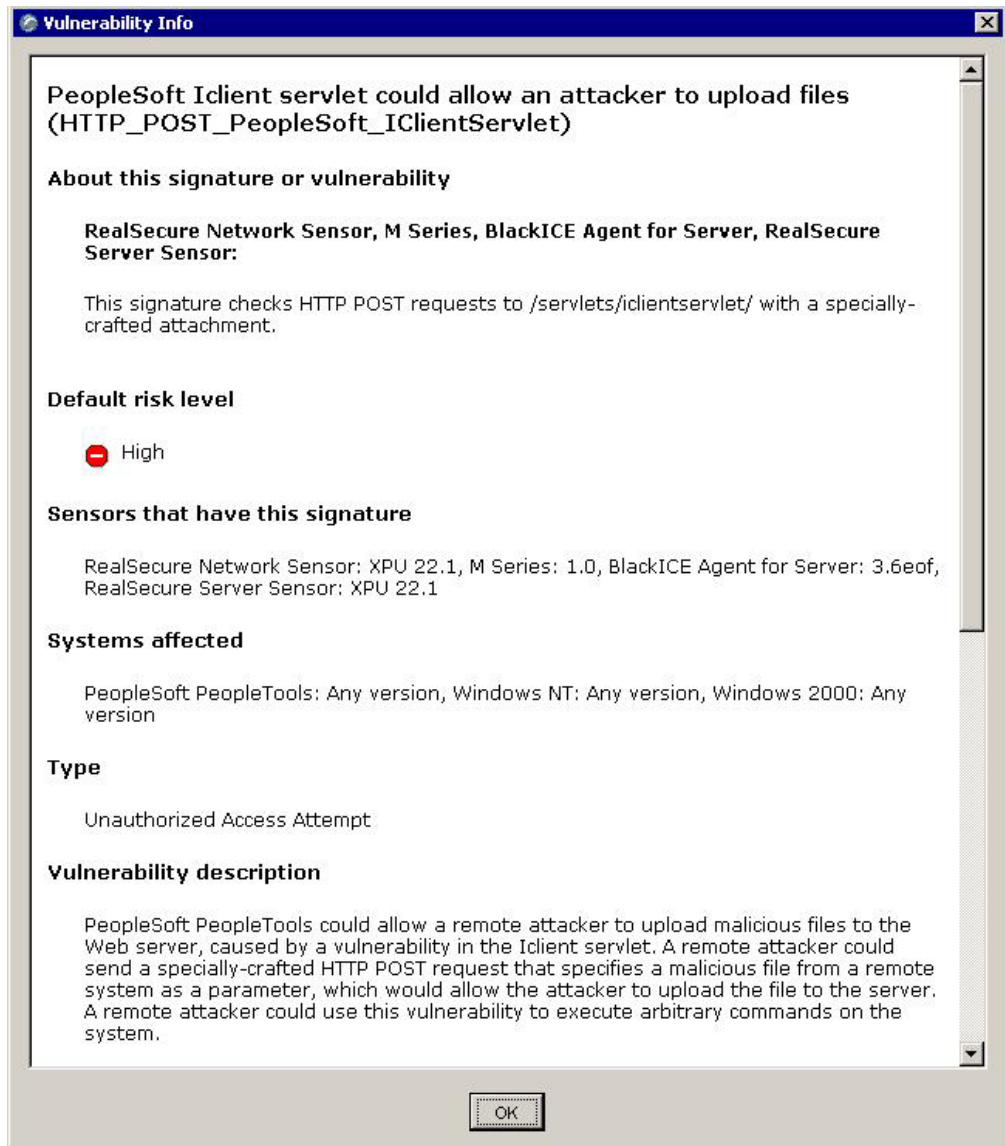 Vulnerability Info
PeopleSoft Iclient servlet could allow an attacker to upload files
(HTTP_POST_PeopleSoft_IClientServlet)
About this signature or vulnerability
RealSecure Network Sensor, M Series, BlackICE Agent for Server, RealSecure
Server Sensor:
This signature checks HTTP POST requests to /servlets/iclientservlet/ with a specially-
crafted attachment.
Default risk level
High
Sensors that have this signature
RealSecure Network Sensor: XPU 22.1, M Series: 1.0, BlackICE Agent for Server: 3.6eof,
RealSecure Server Sensor: XPU 22.1
Systems affected
PeopleSoft PeopleTools: Any version, Windows NT: Any version, Windows 2000: Any
version
Type
Unauthorized Access Attempt
Vulnerability description
PeopleSoft PeopleTools could allow a remote attacker to upload malicious files to the
Web server, caused by a vulnerability in the Iclient servlet. A remote attacker could
send a specially-crafted HTTP POST request that specifies a malicious file from a remote
system as a parameter, which would allow the attacker to upload the file to the server.
A remote attacker could use this vulnerability to execute arbitrary commands on the
system.
OK